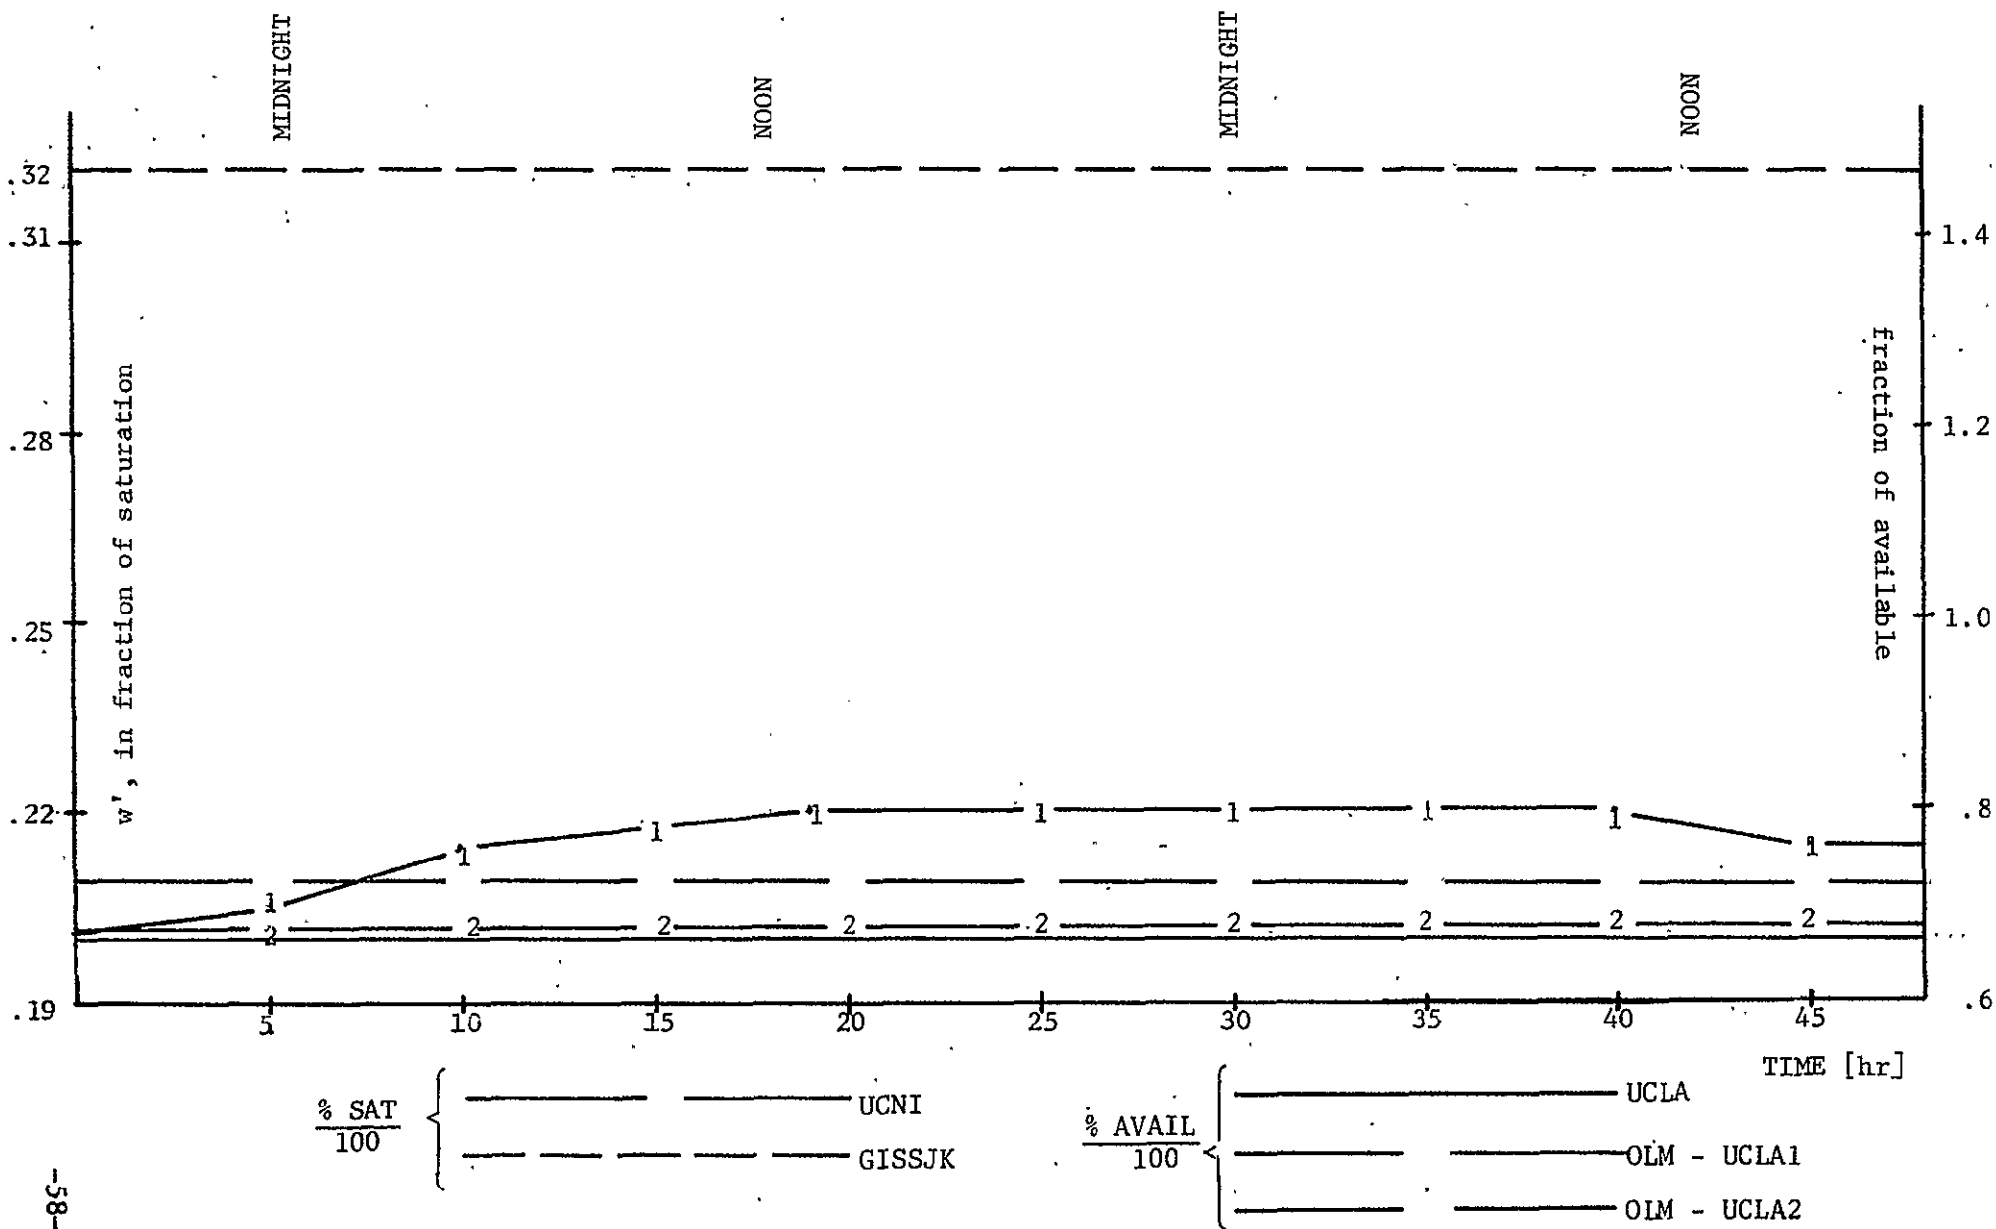 MIDNIGHT
NOON
MIDNIGHT
NOON
.32
.31
.28
.25
.22
.19
w', in fraction of saturation
1.4
1.2
1.0
.8
.6
fraction of available
1 1 1 1 1 1 1 1 1 1
2 2 2 2 2 2 2 2 2
5 10 15 20 25 30 35 40 45
TIME [hr]
% SAT
100
UCNI
GISSJK
% AVAIL
100
UCLA
OLM - UCLA1
OLM - UCLA2
-58-